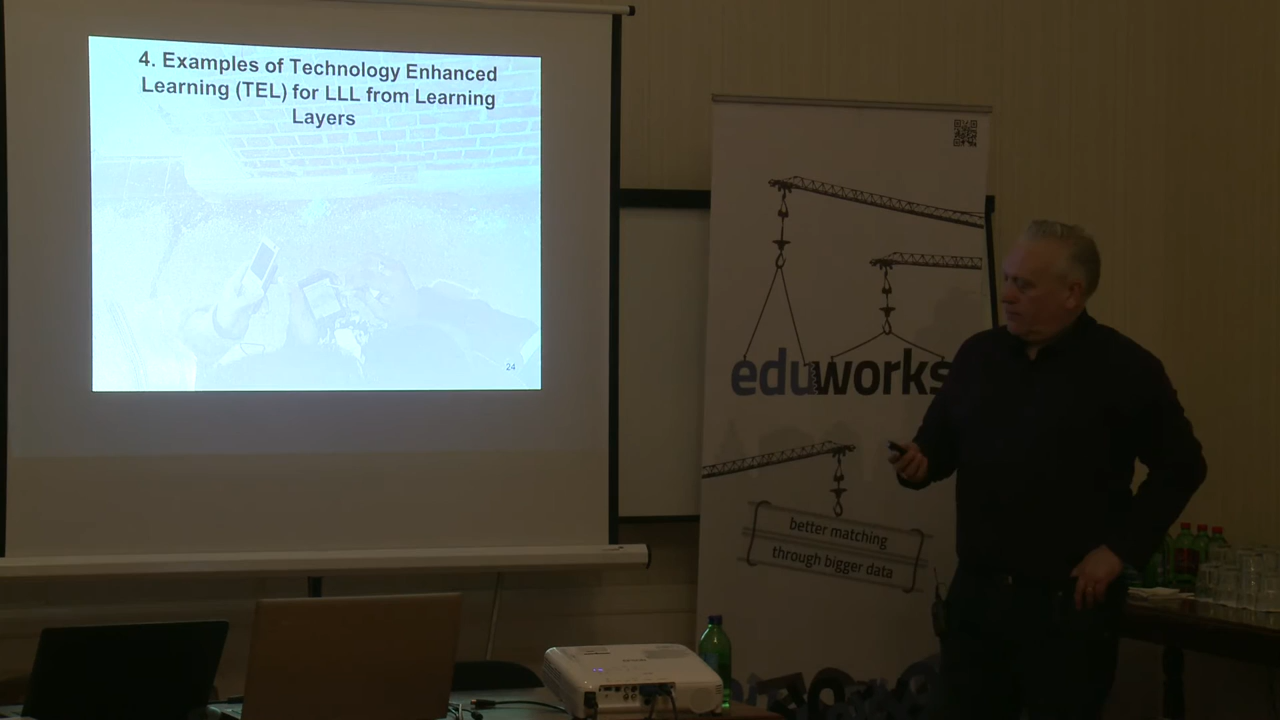 4. Examples of Technology Enhanced
Learning (TEL) for LLL from Learning
Layers
24
eduworks
better matching
through bigger data